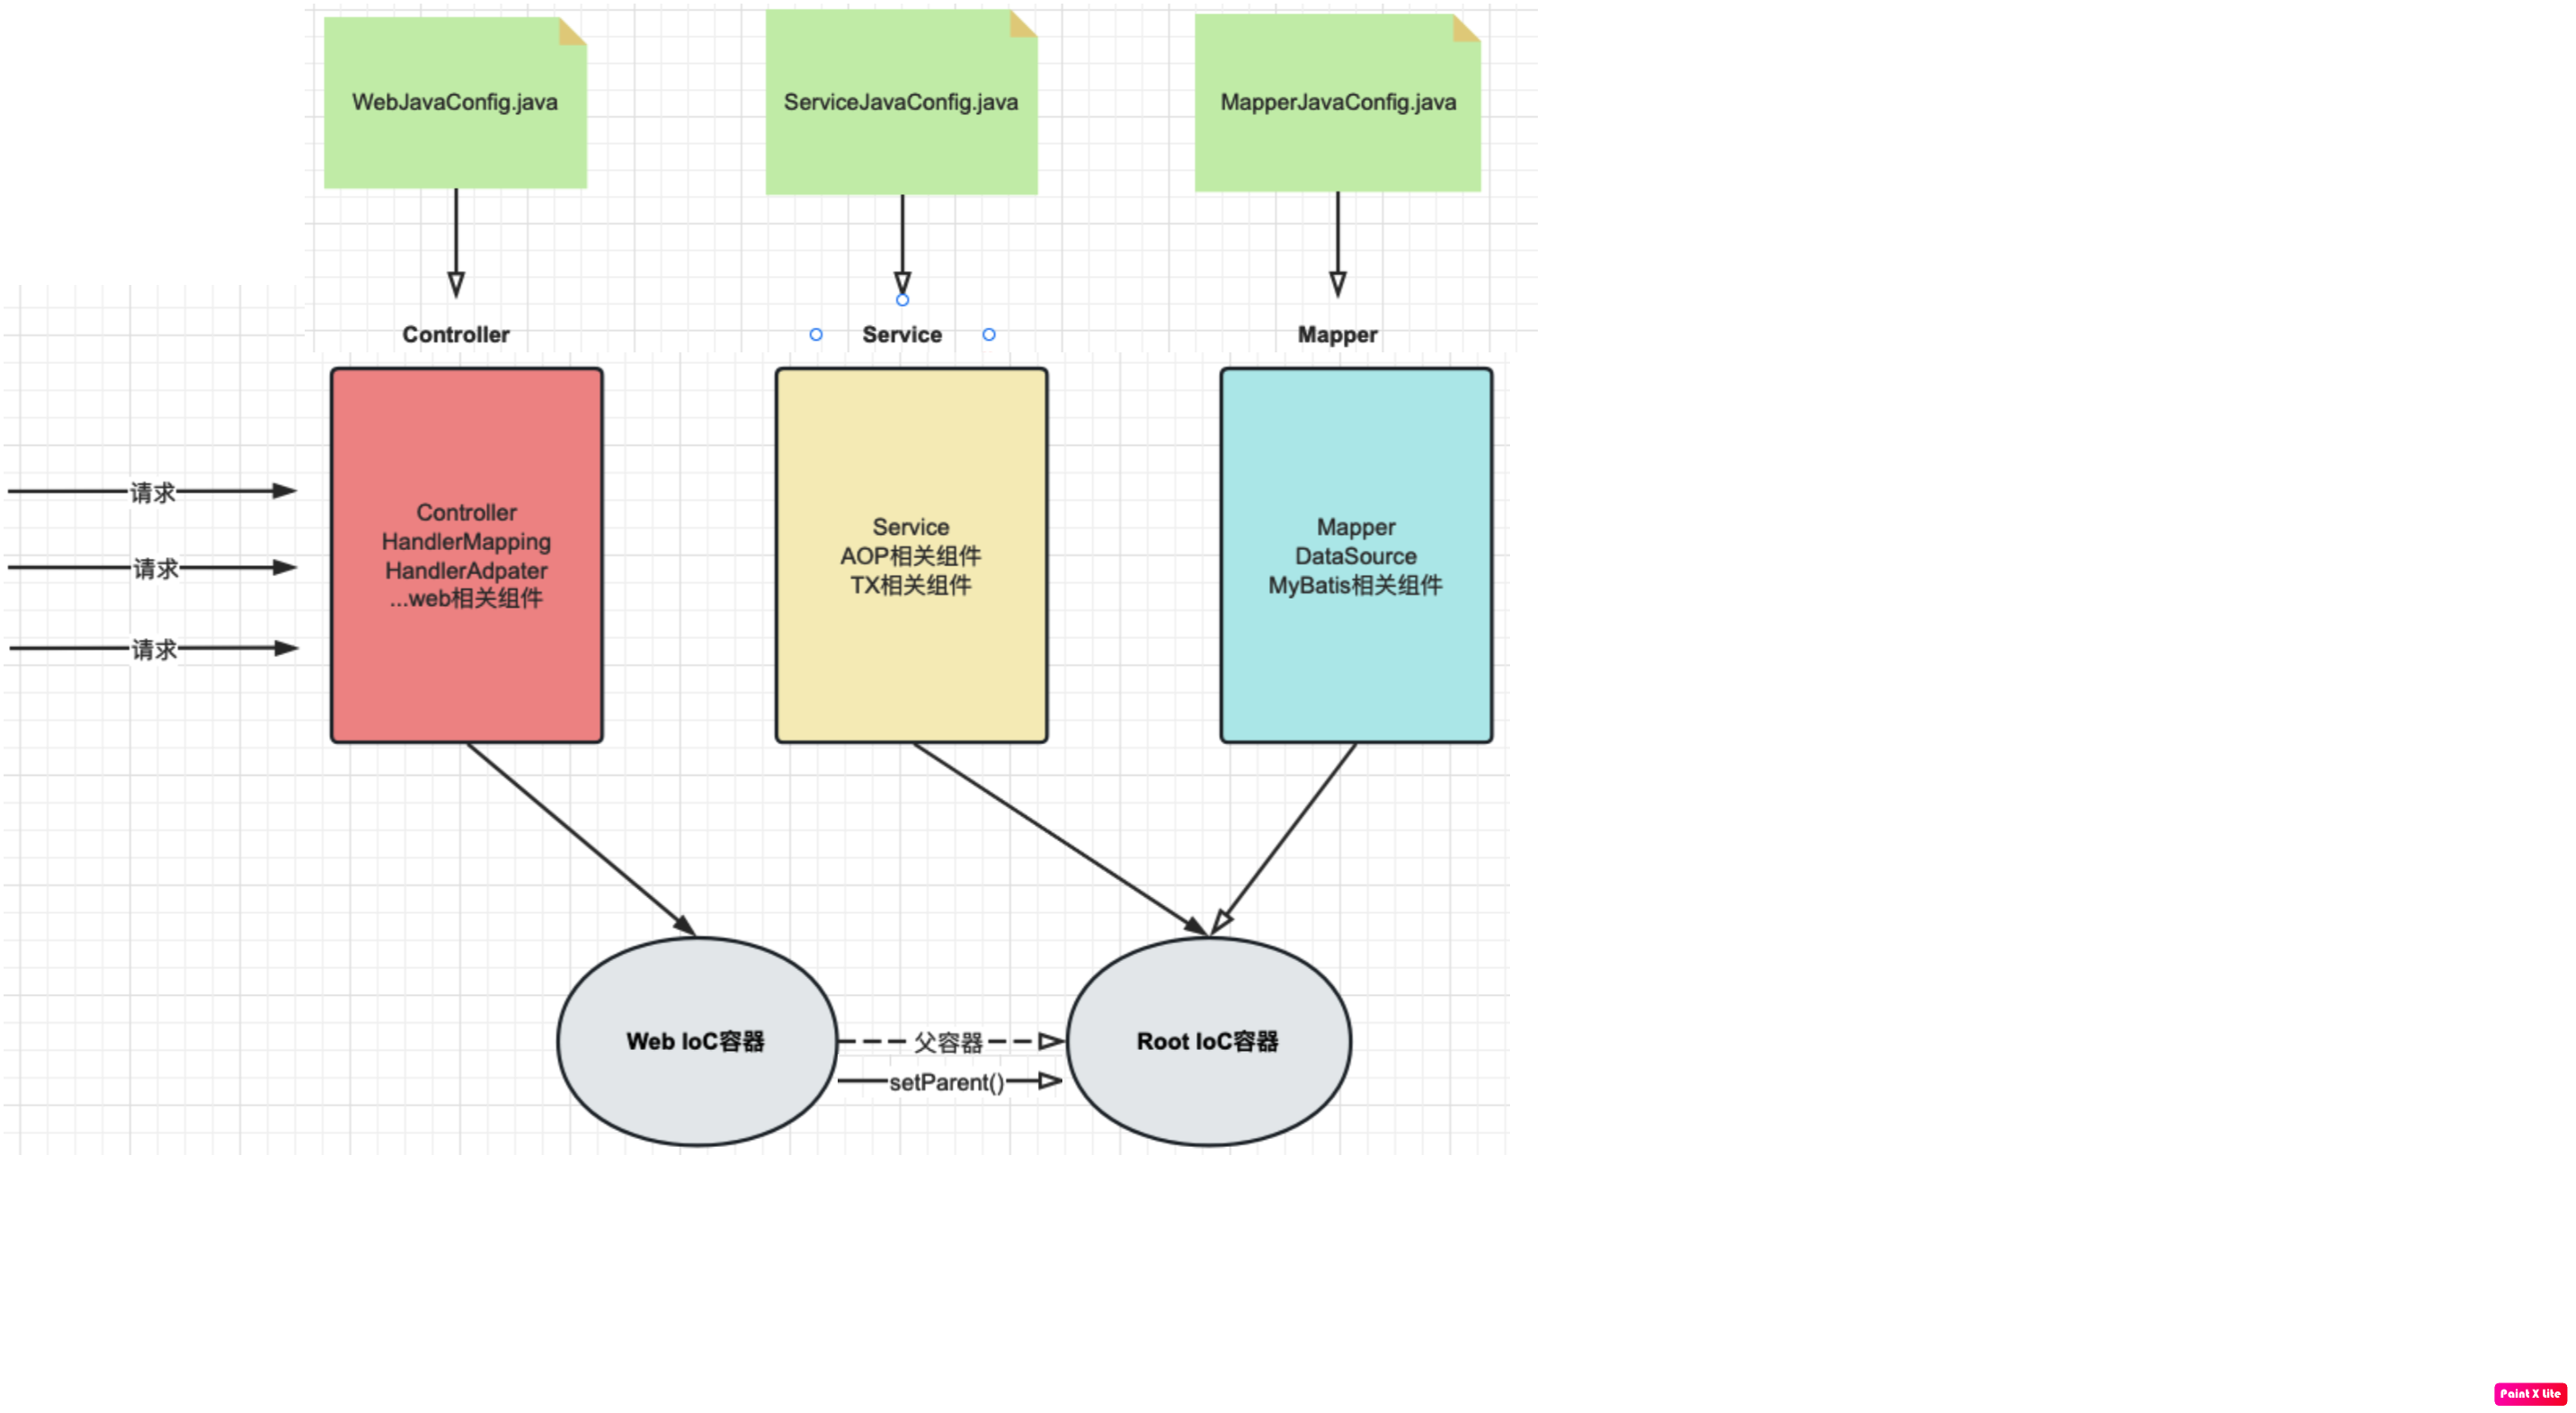 WebJavaConfig.java
ServiceJavaConfig.java
MapperJavaConfig.java
Controller
Service
Mapper
请求
请求
请求
Controller
HandlerMapping
HandlerAdpater
...web相关组件
Service
AOP相关组件
TX相关组件
Mapper
DataSource
MyBatis相关组件
Web IoC容器
父容器
setParent()
Root IoC容器
Paint X Lite